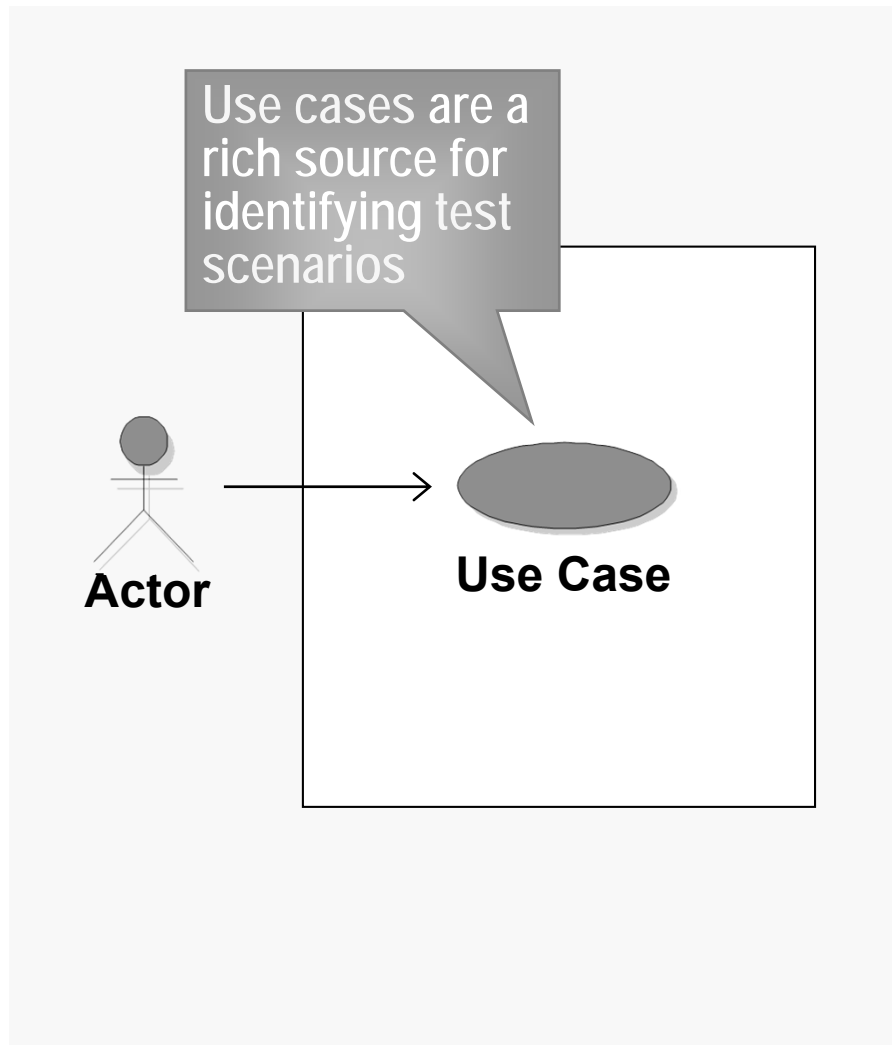 Use cases are a
rich source for
identifying test
scenarios
Actor
Use Case